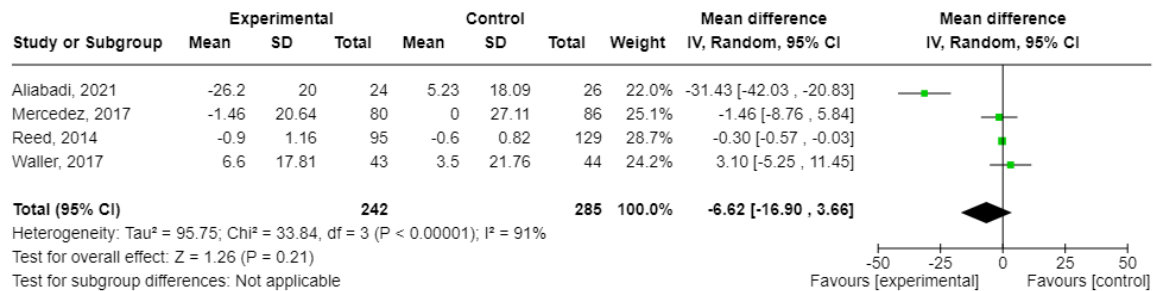 Experimental Control Mean difference Mean difference
Study or Subgroup Mean SD Total Mean SD Total Weight IV, Random, 95% CI IV, Random, 95% CI
Aliabadi, 2021 -26.2 20 24 5.23 18.09 26 22.0% -31.43 [-42.03 , -20.83]
Mercedez, 2017 -1.46 20.64 80 0 27.11 86 25.1% -1.46 [-8.76 , 5.84]
Reed, 2014 -0.9 1.16 95 -0.6 0.82 129 28.7% -0.30 [-0.57 , -0.03]
Waller, 2017 6.6 17.81 43 3.5 21.76 44 24.2% 3.10 [-5.25 , 11.45]
Total (95% CI) 242 285 100.0% -6.62 [-16.90 , 3.66]
Heterogeneity: Tau² = 95.75; Chi² = 33.84, df = 3 (P < 0.00001); I² = 91%
Test for overall effect: Z = 1.26 (P = 0.21) -50 -25 0 25 50
Test for subgroup differences: Not applicable Favours [experimental] Favours [control]